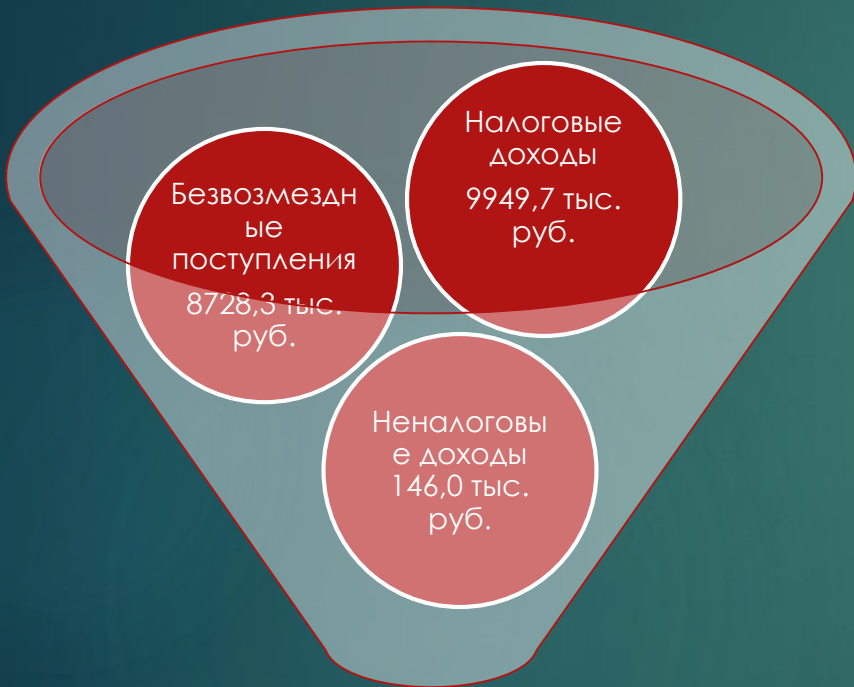 Налоговые
доходы
9949,7 тыс.
руб.
Безвозмездн
ые
поступления
8728,3 тыс.
руб.
Неналоговы
е доходы
146,0 тыс.
руб.